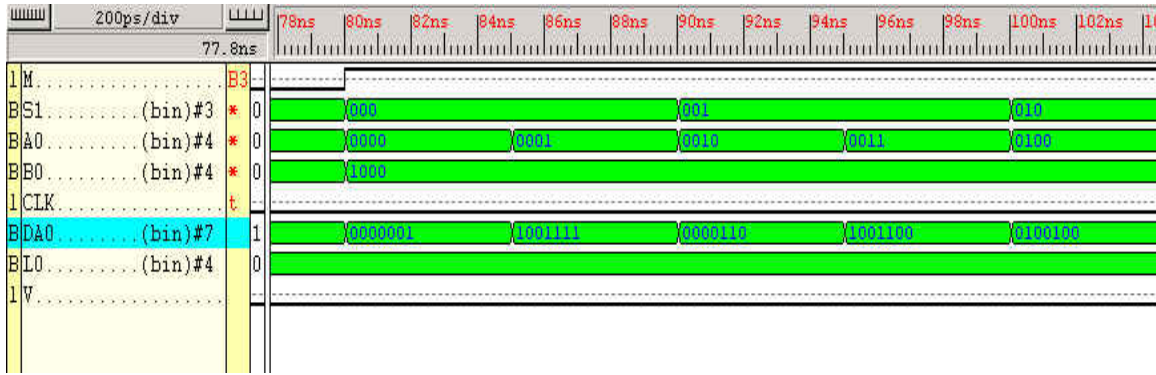 200ps/div 78ns 80ns 82ns 84ns 86ns 88ns 90ns 92ns 94ns 96ns 98ns 100ns 102ns
77.8ns
1 M.................... B3
B S1.........(bin)#3 * 0 000 001 010
B A0.........(bin)#4 * 0 0000 0001 0010 0011 0100
B B0.........(bin)#4 * 0 1000
1 CLK.................. t
B DA0........(bin)#7 1 0000001 1001111 0000110 1001100 0100100
B L0.........(bin)#4 0
1 V....................